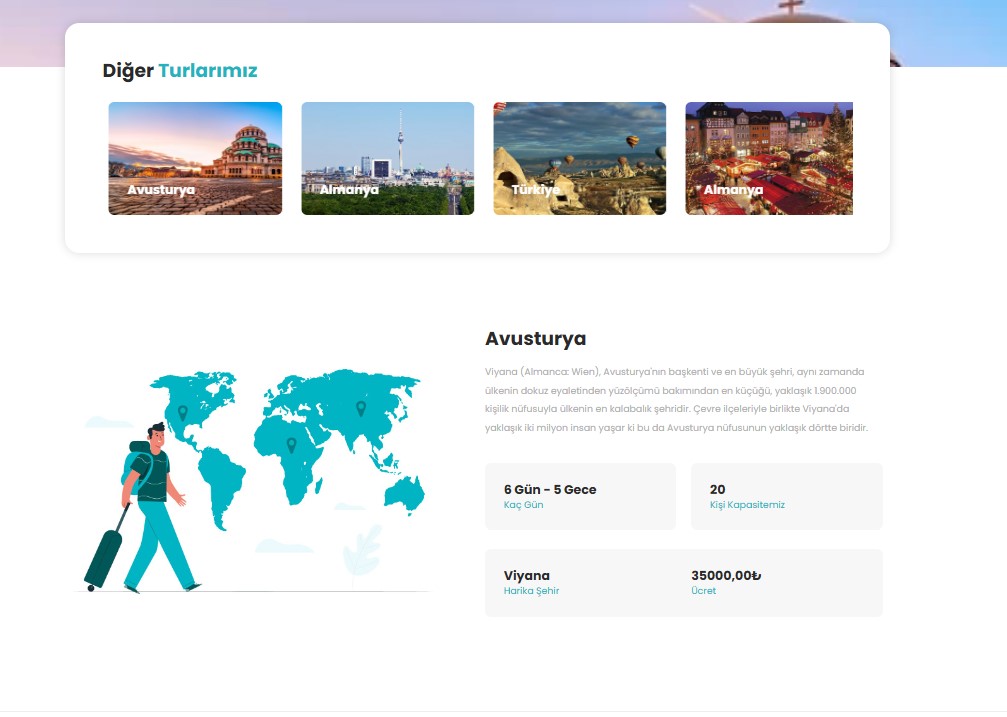 Diğer Turlarımız
Avusturya
Almanya
Türkiye
Almanya
Avusturya
Viyana (Almanca: Wien), Avusturya'nın başkenti ve en büyük şehri, aynı zamanda
ülkenin dokuz eyaletinden yüzölçümü bakımından en küçüğü, yaklaşık 1.900.000
kişilik nüfusuyla ülkenin en kalabalık şehridir. Çevre ilçeleriyle birlikte Viyana'da
yaklaşık iki milyon insan yaşar ki bu da Avusturya nüfusunun yaklaşık dörtte biridir.
6 Gün - 5 Gece
Kaç Gün
20
Kişi Kapasitemiz
Viyana
Harika Şehir
35000,00₺
Ücret